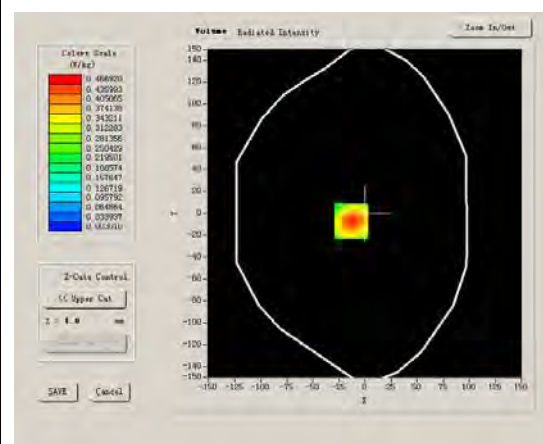 Volume Radiated Intensity
Zoom In/Out
Colors Scale
(W/kg)
0.466920
0.435993
0.405065
0.374138
0.343211
0.312283
0.281356
0.250429
0.219501
0.188574
0.157647
0.126719
0.095792
0.064864
0.033937
Z-Cuts Control
<< Upper Cut
mm
SAVE
Cancel
150
140
120
100
80
60
40
20
0
-20
-40
-60
-80
-100
-120
-140
-150
Y
-150 -125 -100 -75 -50 -25 0 25 50 75 100 125 150
X